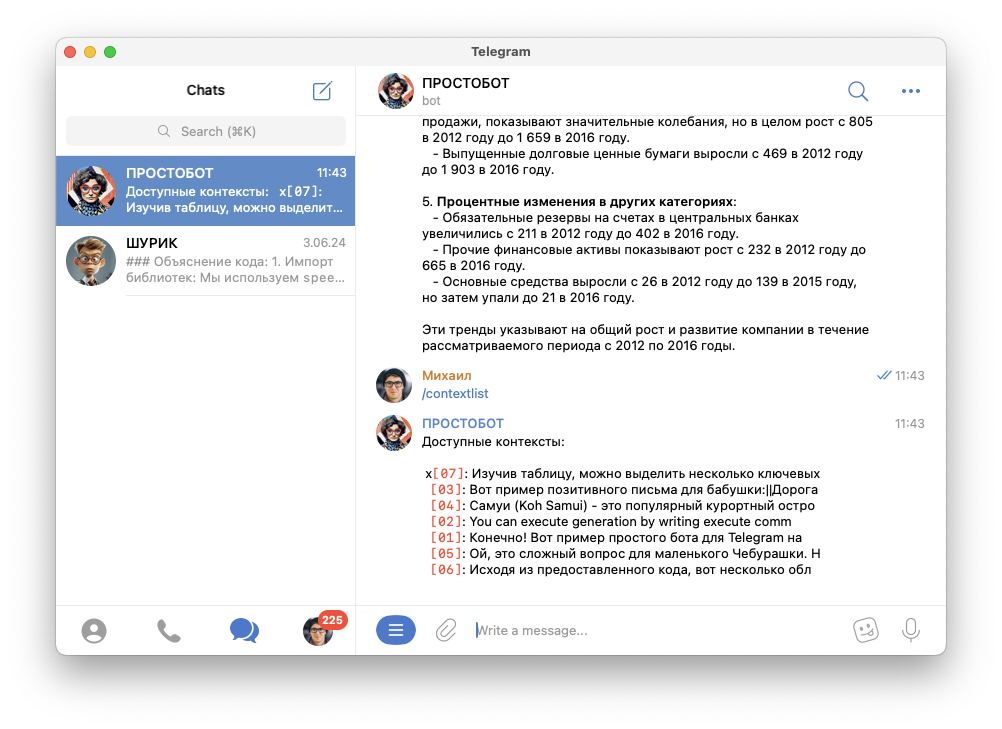 Telegram
Chats
Search (⌘K)
ПРОСТОБОТ 11:43
Доступные контексты: x[07]:
Изучив таблицу, можно выделит...
ШУРИК 3.06.24
### Объяснение кода: 1. Импорт
библиотек: Мы используем spee...
225
ПРОСТОБОТ
bot
продажи, показывают значительные колебания, но в целом рост с 805
в 2012 году до 1 659 в 2016 году.
- Выпущенные долговые ценные бумаги выросли с 469 в 2012 году
до 1 903 в 2016 году.
5. Процентные изменения в других категориях:
- Обязательные резервы на счетах в центральных банках
увеличились с 211 в 2012 году до 402 в 2016 году.
- Прочие финансовые активы показывают рост с 232 в 2012 году до
665 в 2016 году.
- Основные средства выросли с 26 в 2012 году до 139 в 2015 году,
но затем упали до 21 в 2016 году.
Эти тренды указывают на общий рост и развитие компании в течение
рассматриваемого периода с 2012 по 2016 годы.
Михаил 11:43
/contextlist
ПРОСТОБОТ 11:43
Доступные контексты:
x[07]: Изучив таблицу, можно выделить несколько ключевых
[03]: Вот пример позитивного письма для бабушки:||Дорога
[04]: Самуи (Koh Samui) - это популярный курортный остро
[02]: You can execute generation by writing execute comm
[01]: Конечно! Вот пример простого бота для Telegram на
[05]: Ой, это сложный вопрос для маленького Чебурашки. Н
[06]: Исходя из предоставленного кода, вот несколько обл
Write a message...